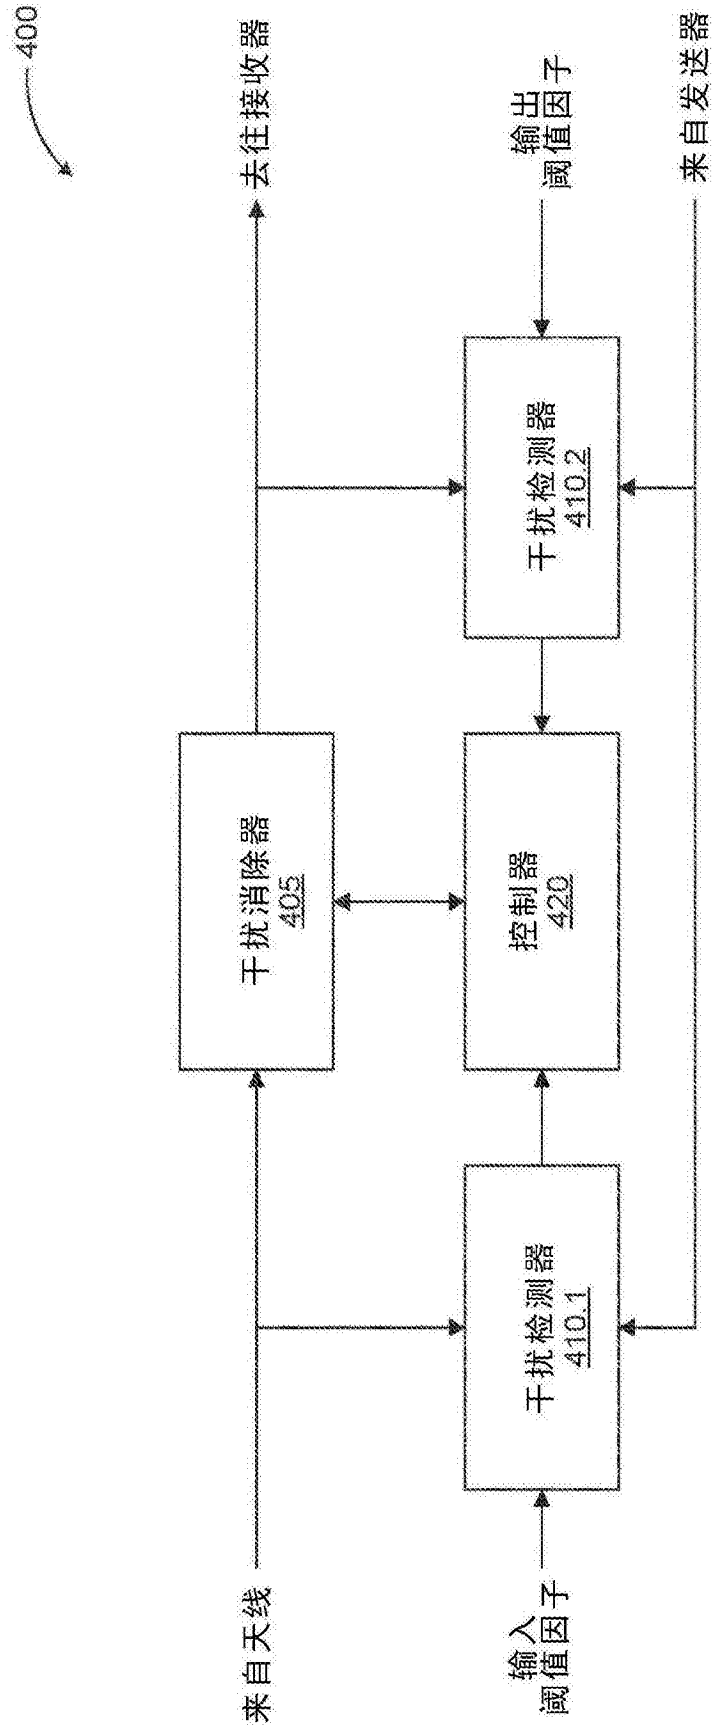 400
来自天线
干扰消除器
405
去往接收器
输入
阈值因子
干扰检测器
410.1
控制器
420
干扰检测器
410.2
输出
阈值因子
来自发送器